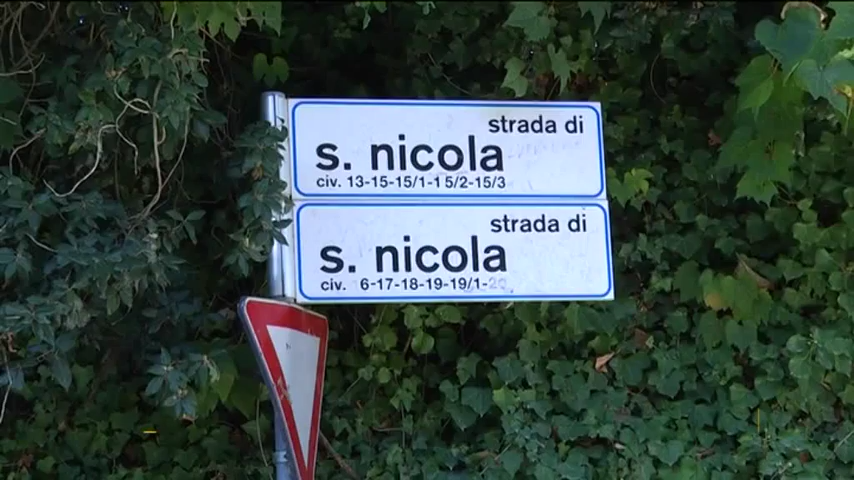 strada di
s. nicola
civ. 13-15-15/1-15/2-15/3
strada di
s. nicola
civ. 6-17-18-19-19/1-20